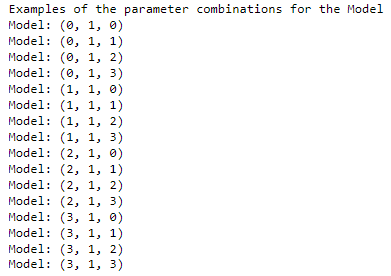 Examples of the parameter combinations for the Model
Model: (0, 1, 0)
Model: (0, 1, 1)
Model: (0, 1, 2)
Model: (0, 1, 3)
Model: (1, 1, 0)
Model: (1, 1, 1)
Model: (1, 1, 2)
Model: (1, 1, 3)
Model: (2, 1, 0)
Model: (2, 1, 1)
Model: (2, 1, 2)
Model: (2, 1, 3)
Model: (3, 1, 0)
Model: (3, 1, 1)
Model: (3, 1, 2)
Model: (3, 1, 3)